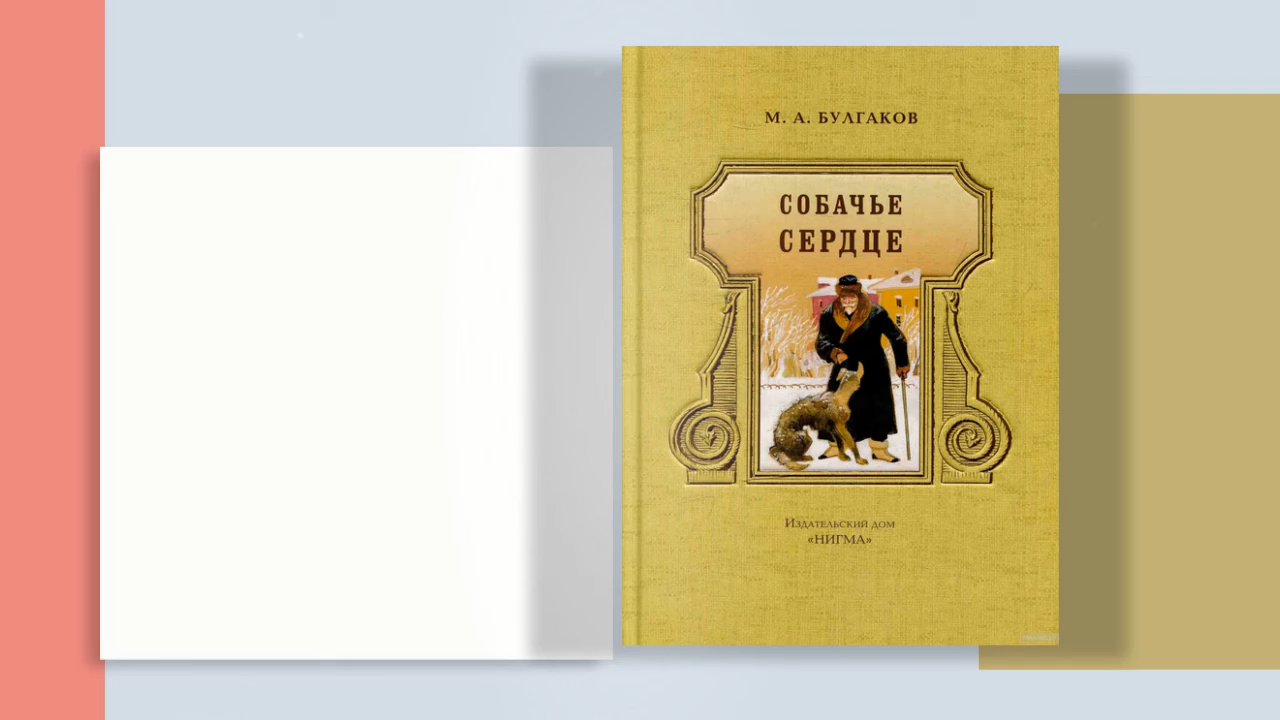 М. А. БУЛГАКОВ
СОБАЧЬЕ
СЕРДЦЕ
Издательский дом
«НИГМА»